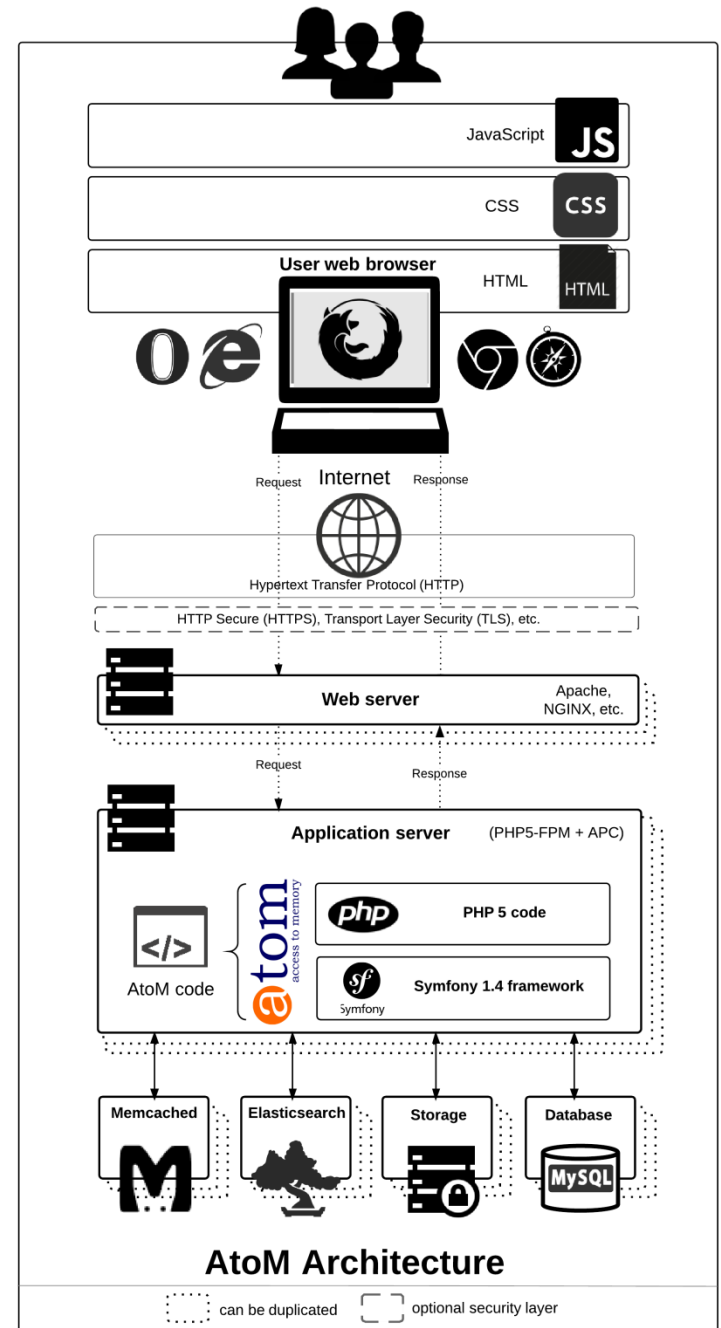 JavaScript
JS
CSS
CSS
User web browser
HTML
HTML
Request
Internet
Response
Hypertext Transfer Protocol (HTTP)
HTTP Secure (HTTPS), Transport Layer Security (TLS), etc.
Web server
Apache,
NGINX, etc.
Request
Response
Application server
(PHP5-FPM + APC)
</>
AtoM code
atom
access to memory
php
PHP 5 code
sf
Symfony
Symfony 1.4 framework
Memcached
Elasticsearch
Storage
Database
M
MySQL
AtoM Architecture
can be duplicated
optional security layer